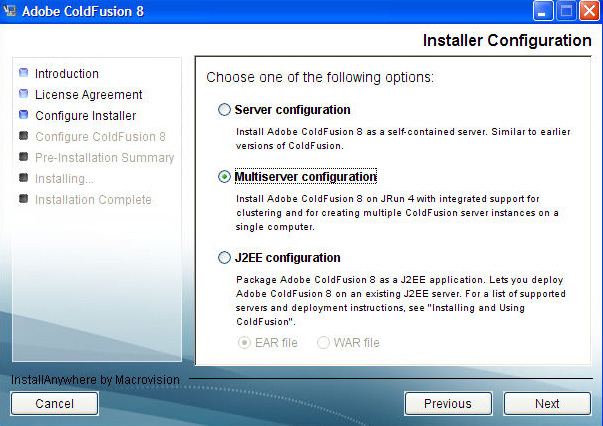 Adobe ColdFusion 8
Installer Configuration
Introduction
License Agreement
Configure Installer
Configure ColdFusion 8
Pre-Installation Summary
Installing...
Installation Complete
Choose one of the following options:
Server configuration
Install Adobe ColdFusion 8 as a self-contained server. Similar to earlier
versions of ColdFusion.
Multiserver configuration
Install Adobe ColdFusion 8 on JRun 4 with integrated support for
clustering and for creating multiple ColdFusion server instances on a
single computer.
J2EE configuration
Package Adobe ColdFusion 8 as a J2EE application. Lets you deploy
Adobe ColdFusion 8 on an existing J2EE server. For a list of supported
servers and deployment instructions, see "Installing and Using
ColdFusion".
EAR file WAR file
InstallAnywhere by Macrovision
Cancel Previous Next